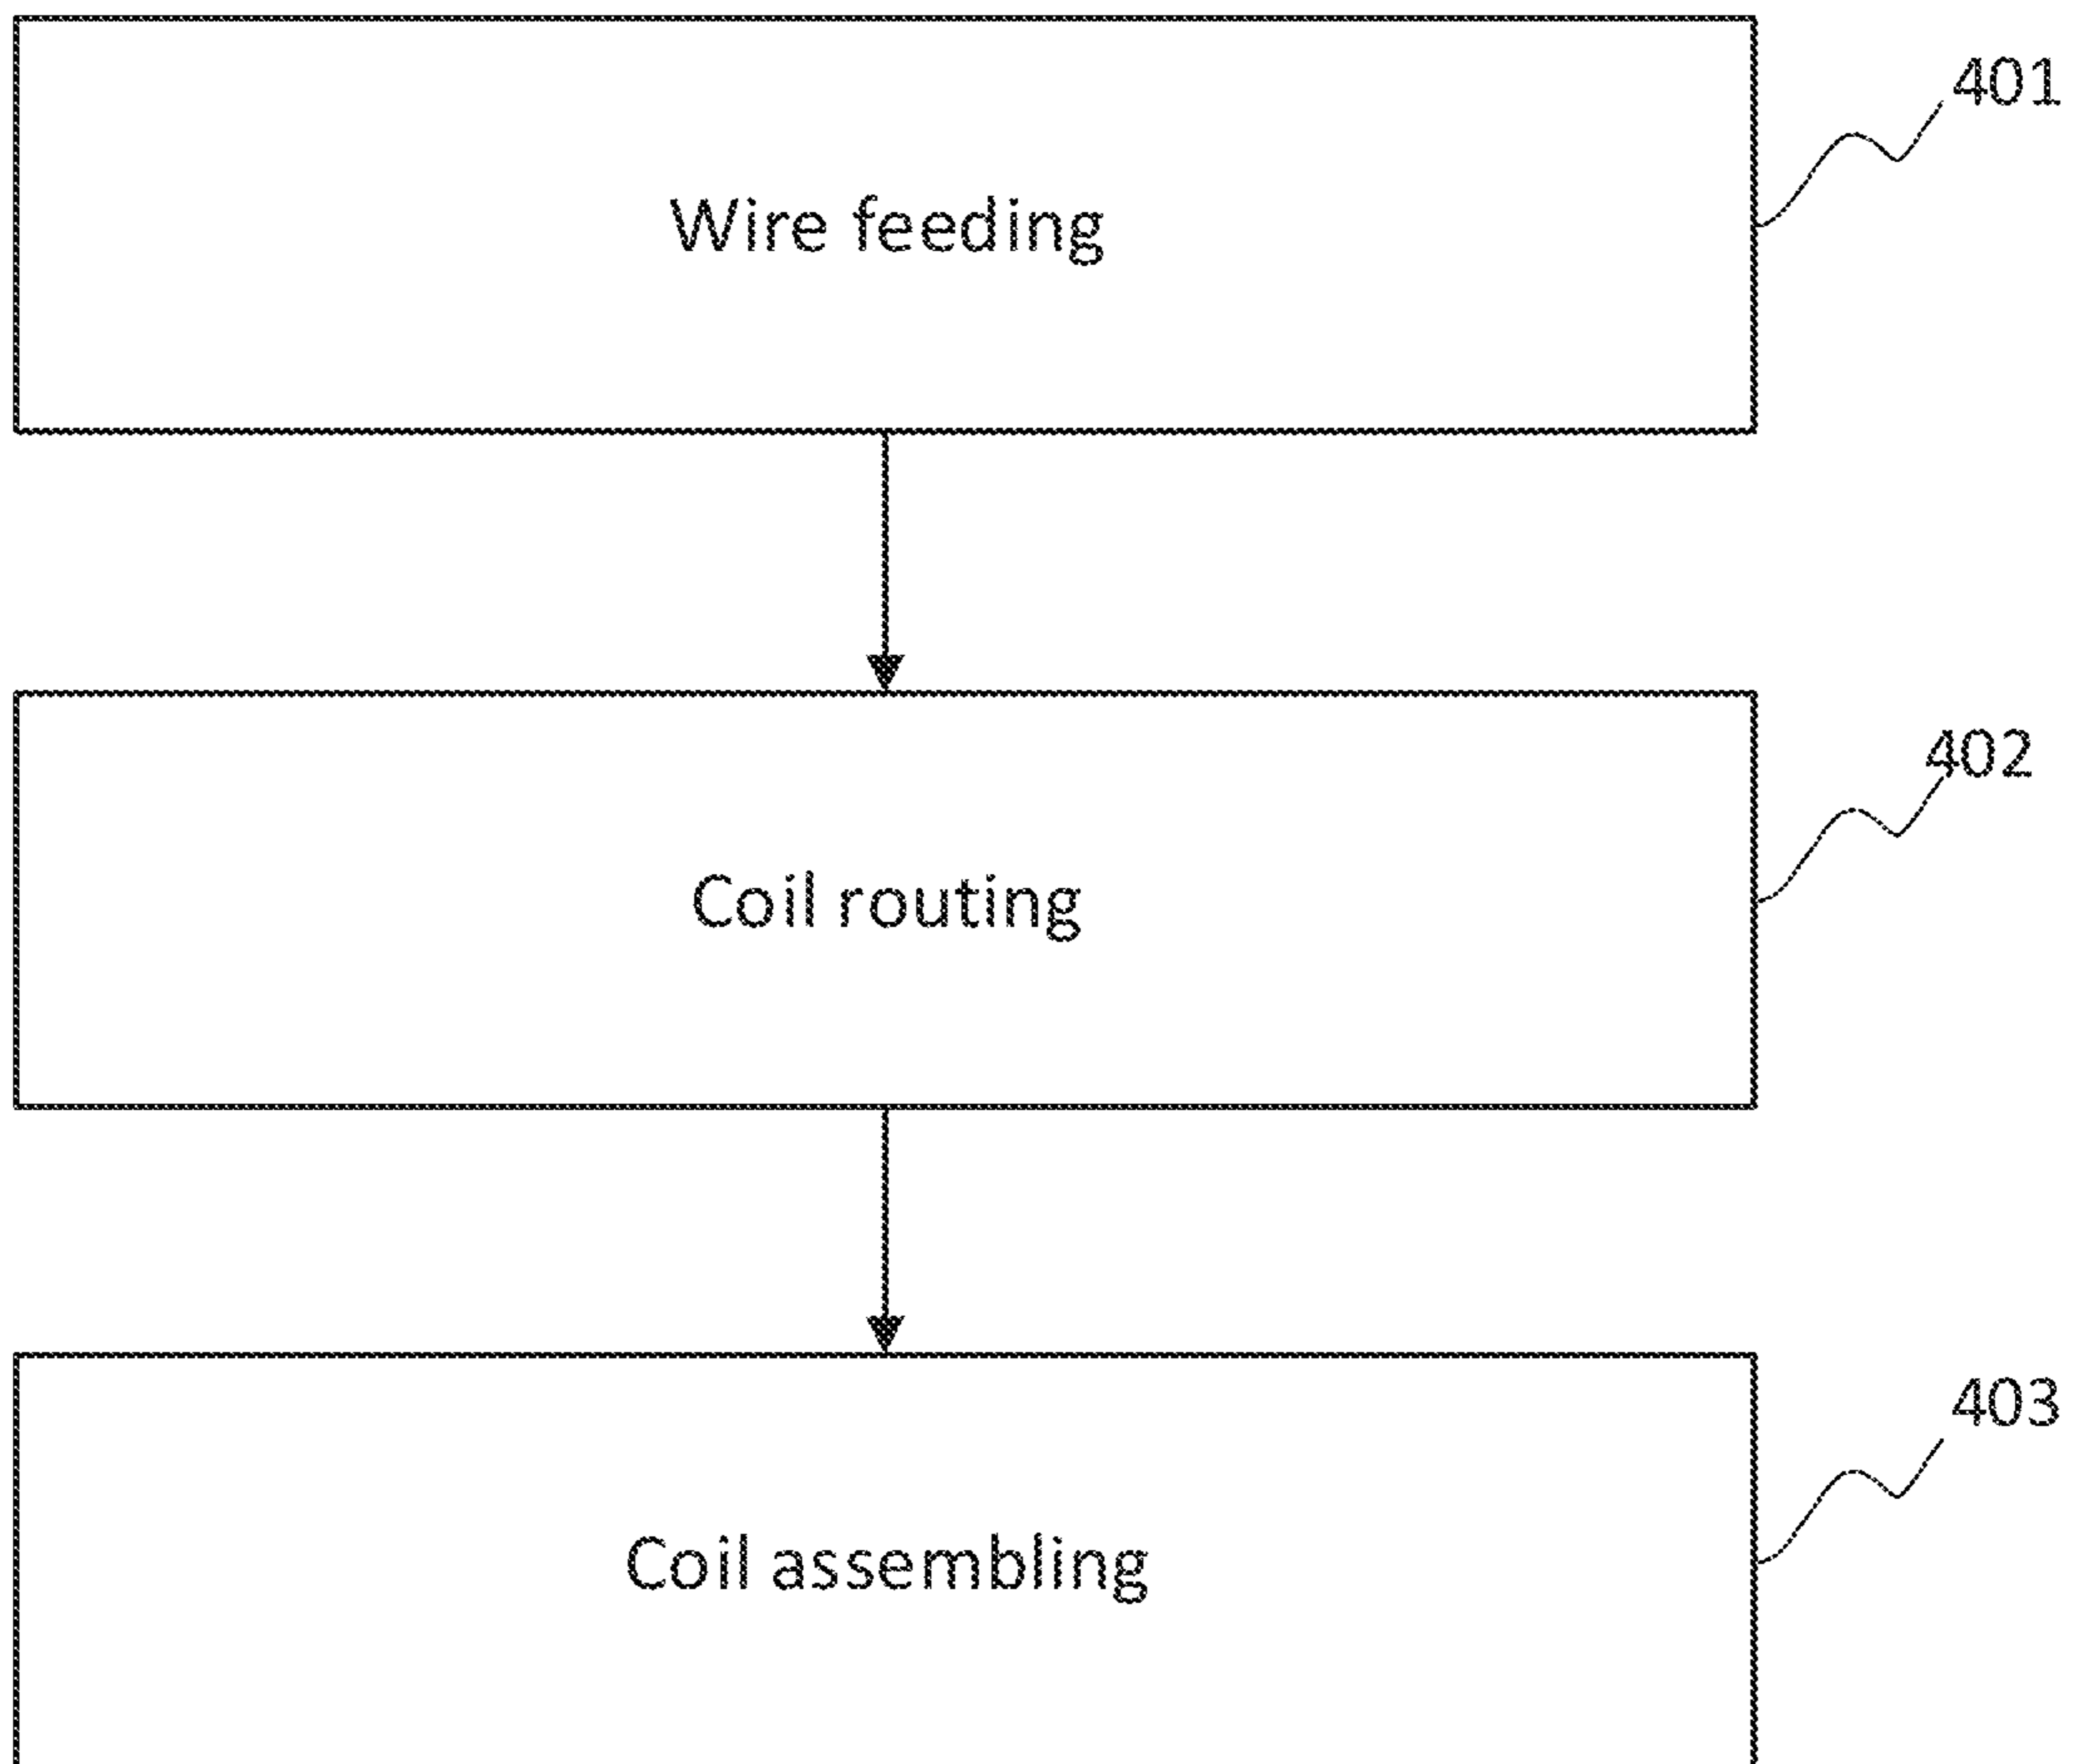 401
Wire feeding
402
Coil routing
403
Coil assembling